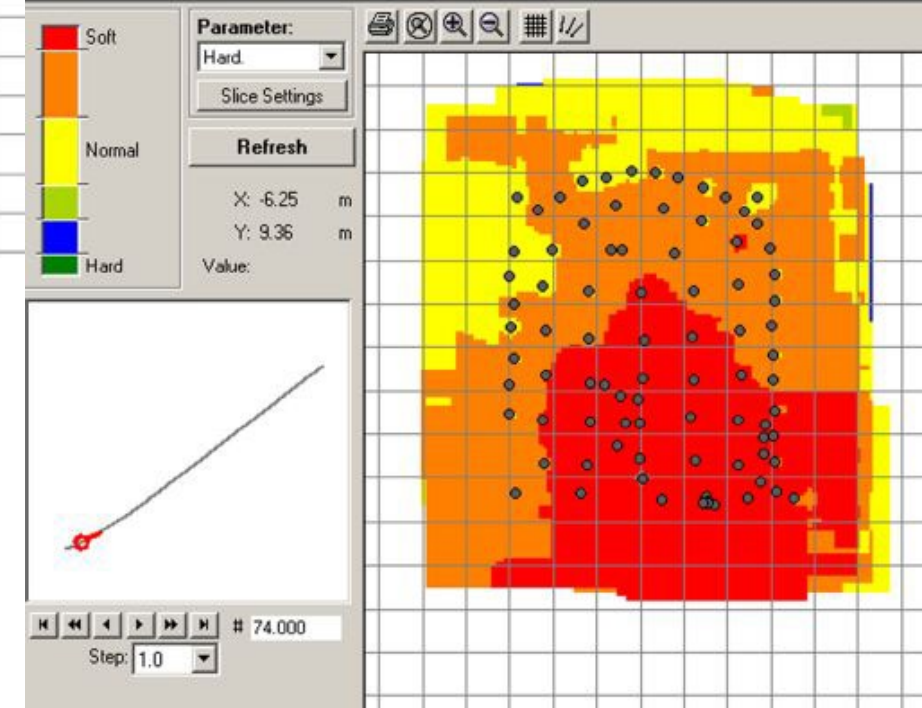 Soft
Normal
Hard
Parameter:
Hard.
Slice Settings
Refresh
X: -6.25 m
Y: 9.36 m
Value:
# 74.000
Step: 1.0